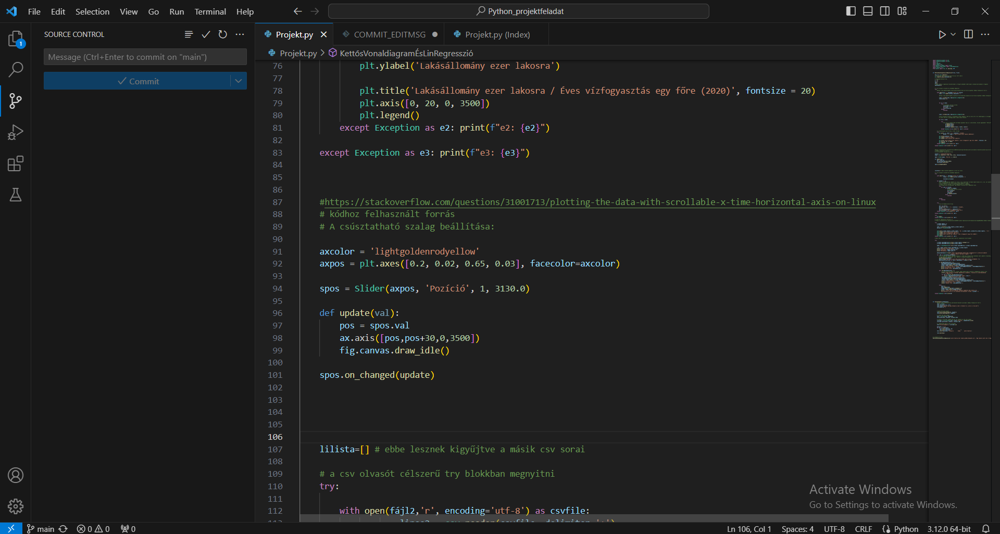 File Edit Selection View Go Run Terminal Help
Python_projektfeladat
SOURCE CONTROL
Message (Ctrl+Enter to commit on "main")
Commit
1
Projekt.py
COMMIT_EDITMSG
Projekt.py (Index)
Projekt.py > KettősVonaldiagramÉsLinRegresszió
76 plt.ylabel('Lakásállomány ezer lakosra')
77
78 plt.title('Lakásállomány ezer lakosra / Éves vízfogyasztás egy főre (2020)', fontsize = 20)
79 plt.axis([0, 20, 0, 3500])
80 plt.legend()
81 except Exception as e2: print(f"e2: {e2}")
82
83 except Exception as e3: print(f"e3: {e3}")
84
85
86
87 #https://stackoverflow.com/questions/31001713/plotting-the-data-with-scrollable-x-time-horizontal-axis-on-linux
88 # kódhoz felhasznált forrás
89 # A csúsztatható szalag beállítása:
90
91 axcolor = 'lightgoldenrodyellow'
92 axpos = plt.axes([0.2, 0.02, 0.65, 0.03], facecolor=axcolor)
93
94 spos = Slider(axpos, 'Pozíció', 1, 3130.0)
95
96 def update(val):
97 pos = spos.val
98 ax.axis([pos,pos+30,0,3500])
99 fig.canvas.draw_idle()
100
101 spos.on_changed(update)
102
103
104
105
106
107 lilista=[] # ebbe lesznek kigyűjtve a másik csv sorai
108
109 # a csv olvasót célszerű try blokkban megnyitni
110 try:
111
112 with open(fájl2,'r', encoding='utf-8') as csvfile:
Activate Windows
Go to Settings to activate Windows.
main 0 0 0
Ln 106, Col 1 Spaces: 4 UTF-8 CRLF Python 3.12.0 64-bit